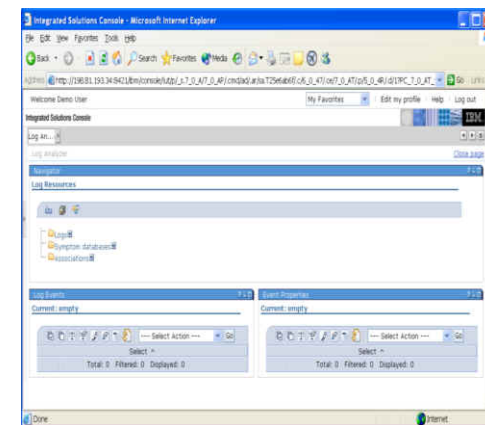 Integrated Solutions Console - Microsoft Internet Explorer
File Edit View Favorites Tools Help
Back Search Favorites Media
Address Go Links
Welcome Demo User My Favorites Edit my profile Help Log out
Integrated Solutions Console IBM
Log An...
Log Analyzer Close page
Navigator
Log Resources
Logs
Symptom databases
Associations
Log Events Event Properties
Current: empty Current: empty
--- Select Action --- Go --- Select Action --- Go
Select Select
Total: 0 Filtered: 0 Displayed: 0 Total: 0 Filtered: 0 Displayed: 0
Done Internet